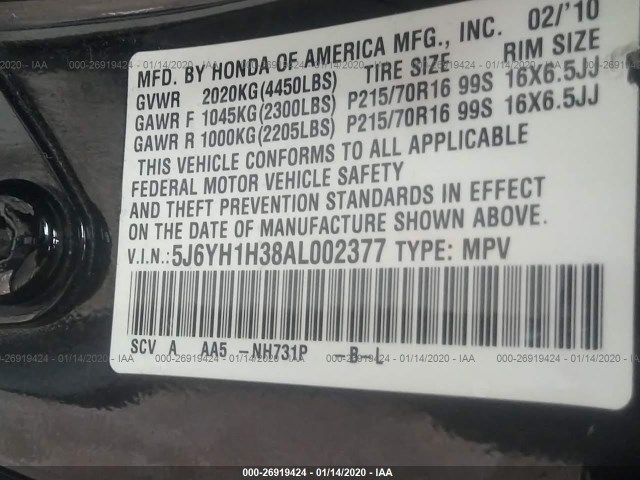 MFD. BY HONDA OF AMERICA MFG., INC. 02/'10
GVWR 2020KG(4450LBS) TIRE SIZE RIM SIZE
GAWR F 1045KG(2300LBS) P215/70R16 99S 16X6.5JJ
GAWR R 1000KG(2205LBS) P215/70R16 99S 16X6.5JJ
THIS VEHICLE CONFORMS TO ALL APPLICABLE
FEDERAL MOTOR VEHICLE SAFETY
AND THEFT PREVENTION STANDARDS IN EFFECT
ON THE DATE OF MANUFACTURE SHOWN ABOVE.
V.I.N.: 5J6YH1H38AL002377 TYPE: MPV
SCV A AA5 -NH731P -B-L
000-26919424 - 01/14/2020 - IAA